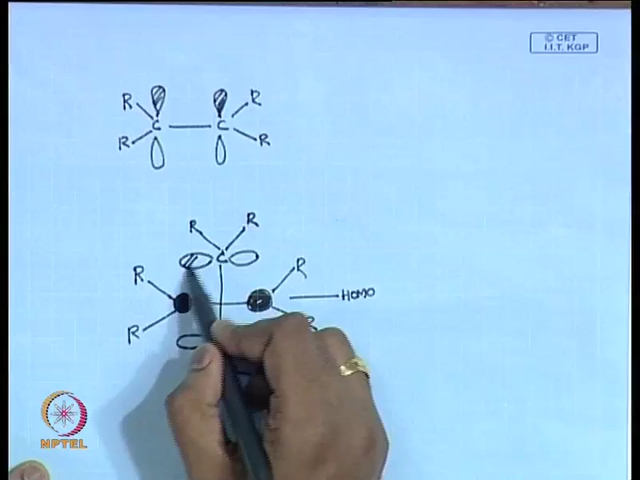 © CET
I.I.T. KGP
R R
C C
R R
R R
C
R R
HOMO
R
NPTEL